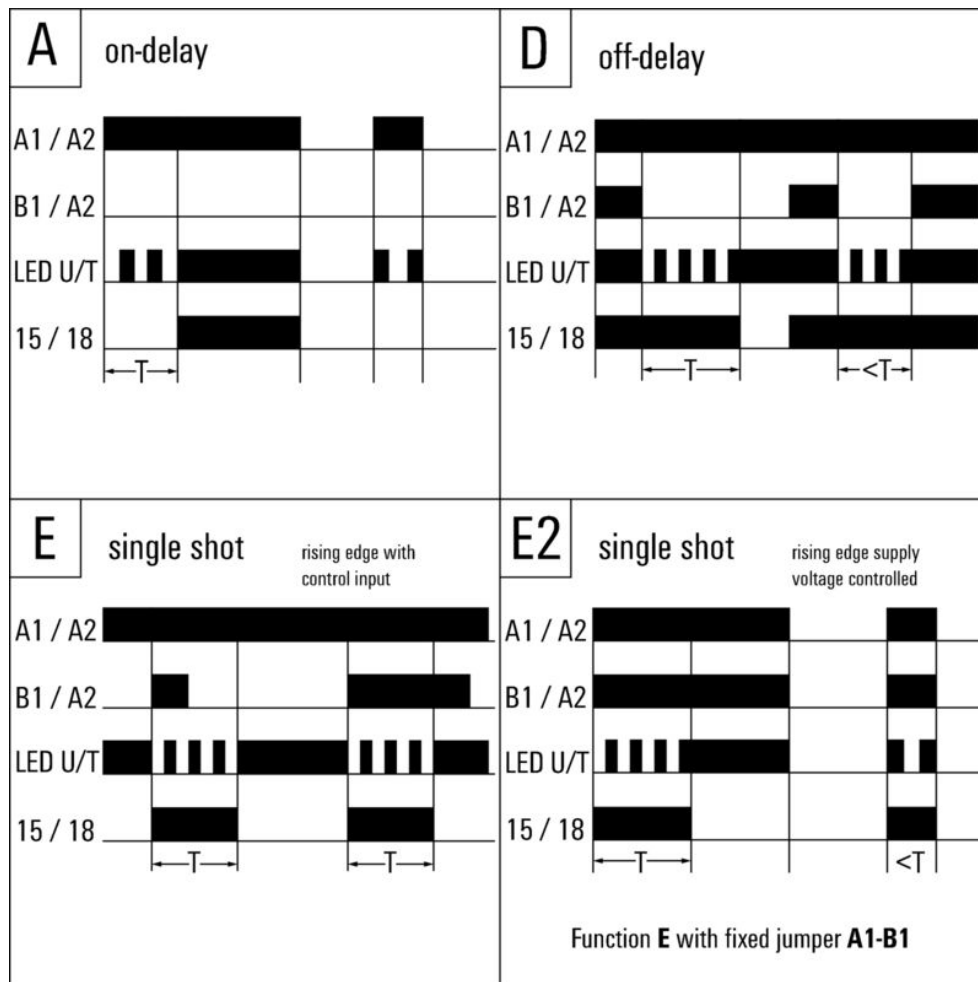 A on-delay
A1 / A2
B1 / A2
LED U/T
15 / 18
T
D off-delay
A1 / A2
B1 / A2
LED U/T
15 / 18
T <T
E single shot rising edge with
control input
A1 / A2
B1 / A2
LED U/T
15 / 18
T T
E2 single shot rising edge supply
voltage controlled
A1 / A2
B1 / A2
LED U/T
15 / 18
T <T
Function E with fixed jumper A1-B1